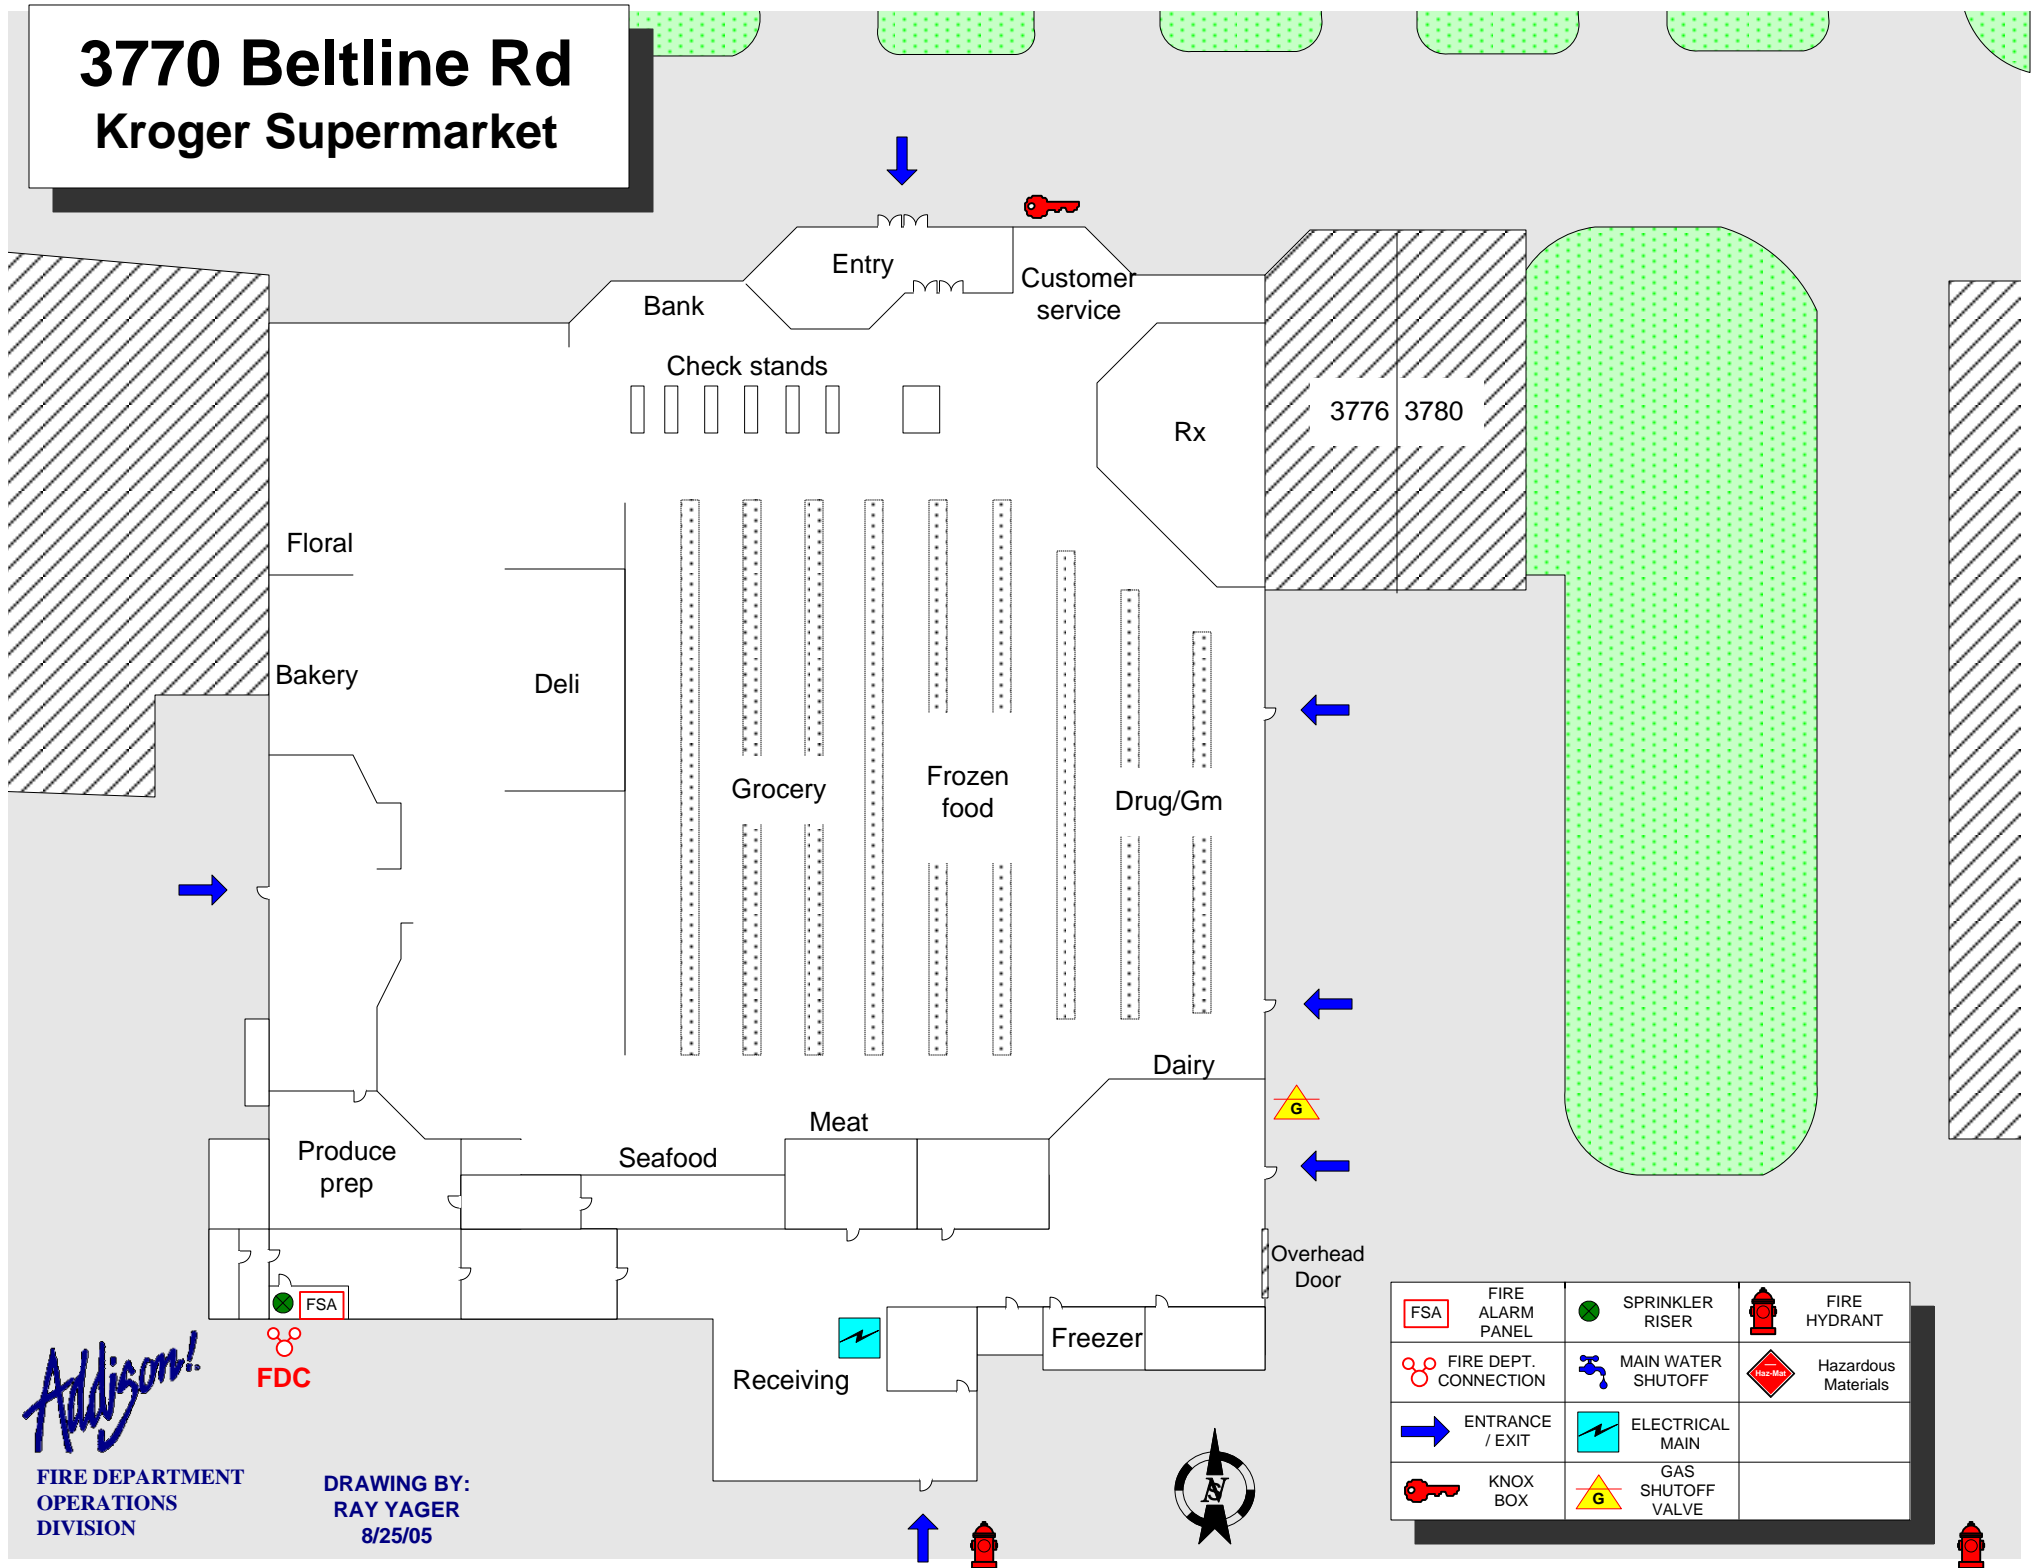 3770 Beltline Rd
Kroger Supermarket
Entry
Customer
service
Bank
Check stands
Rx
3776
3780
Floral
Bakery
Deli
Grocery
Frozen
food
Drug/Gm
Dairy
G
Meat
Seafood
Produce
prep
Overhead
Door
FSA
FDC
Freezer
Receiving
Addison!
FIRE DEPARTMENT
OPERATIONS
DIVISION
DRAWING BY:
RAY YAGER
8/25/05
N
S
FSA
FIRE
ALARM
PANEL
SPRINKLER
RISER
FIRE
HYDRANT
FIRE DEPT.
CONNECTION
MAIN WATER
SHUTOFF
Haz-Mat
Hazardous
Materials
ENTRANCE
/ EXIT
ELECTRICAL
MAIN
KNOX
BOX
G
GAS
SHUTOFF
VALVE